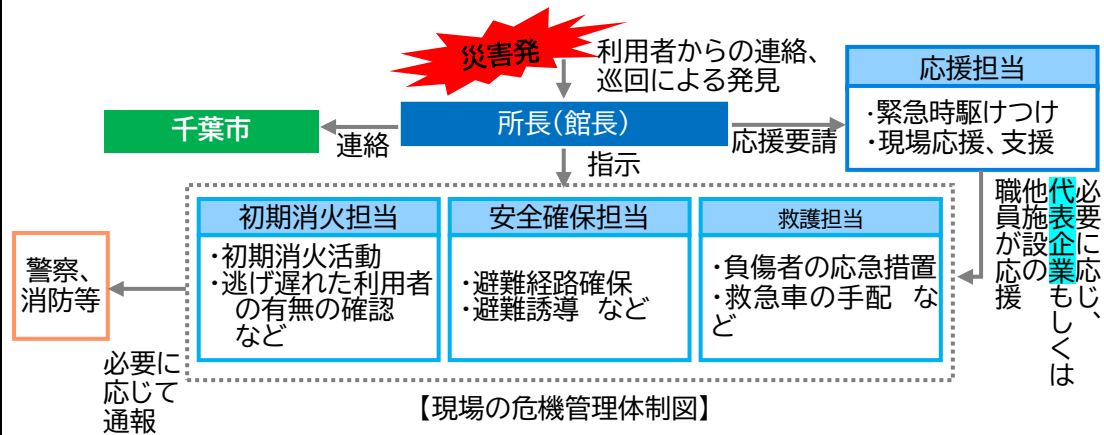 災害発
利用者からの連絡、
巡回による発見
応援担当
・緊急時駆けつけ
・現場応援、支援
千葉市
連絡
所長(館長)
応援要請
指示
必要に応じ、
代表企業もしくは
他施設の
職員が応援
初期消火担当
・初期消火活動
・逃げ遅れた利用者
の有無の確認
など
安全確保担当
・避難経路確保
・避難誘導 など
救護担当
・負傷者の応急措置
・救急車の手配 な
ど
警察、
消防等
必要に
応じて
通報
【現場の危機管理体制図】